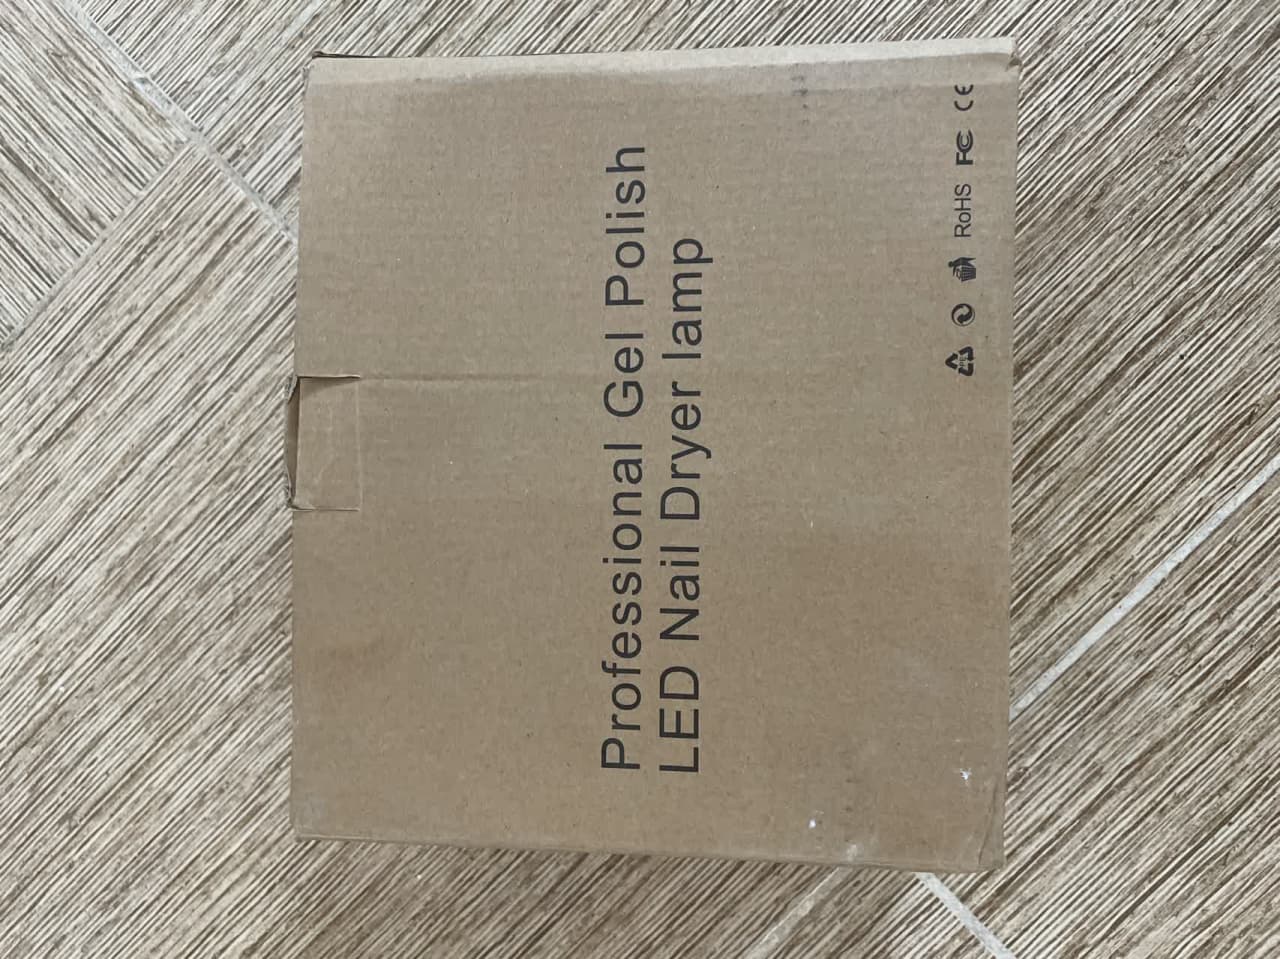 Professional Gel Polish
LED Nail Dryer lamp
RoHS FC CE